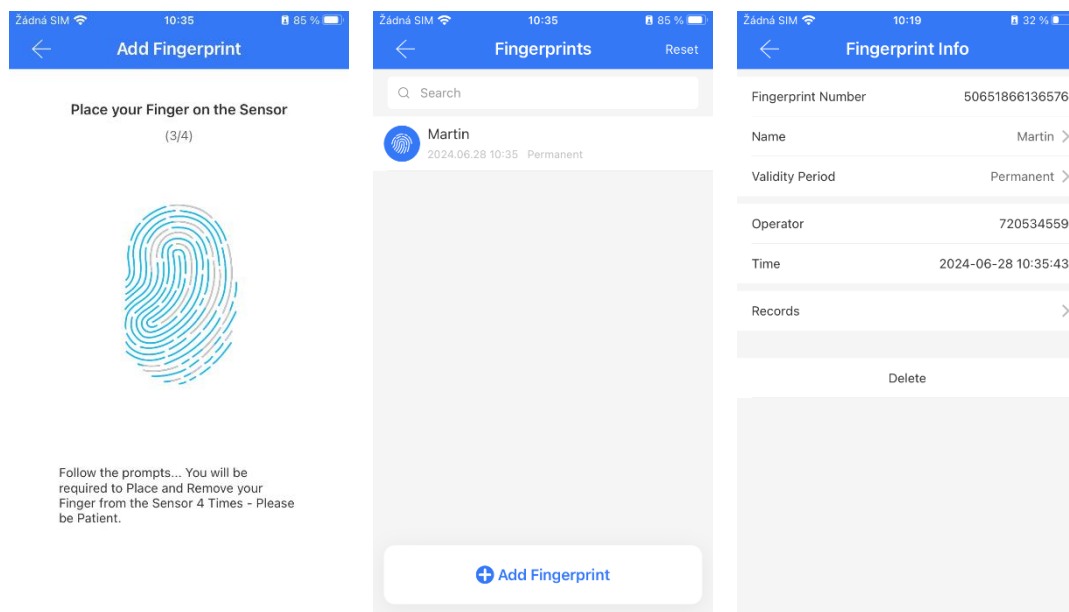 Žádná SIM 10:35 85 %
Add Fingerprint
Place your Finger on the Sensor
(3/4)
Follow the prompts... You will be
required to Place and Remove your
Finger from the Sensor 4 Times - Please
be Patient.
Žádná SIM 10:35 85 %
Fingerprints Reset
Search
Martin
2024.06.28 10:35 Permanent
Add Fingerprint
Žádná SIM 10:19 32 %
Fingerprint Info
Fingerprint Number 50651866136576
Name Martin
Validity Period Permanent
Operator 720534559
Time 2024-06-28 10:35:43
Records
Delete